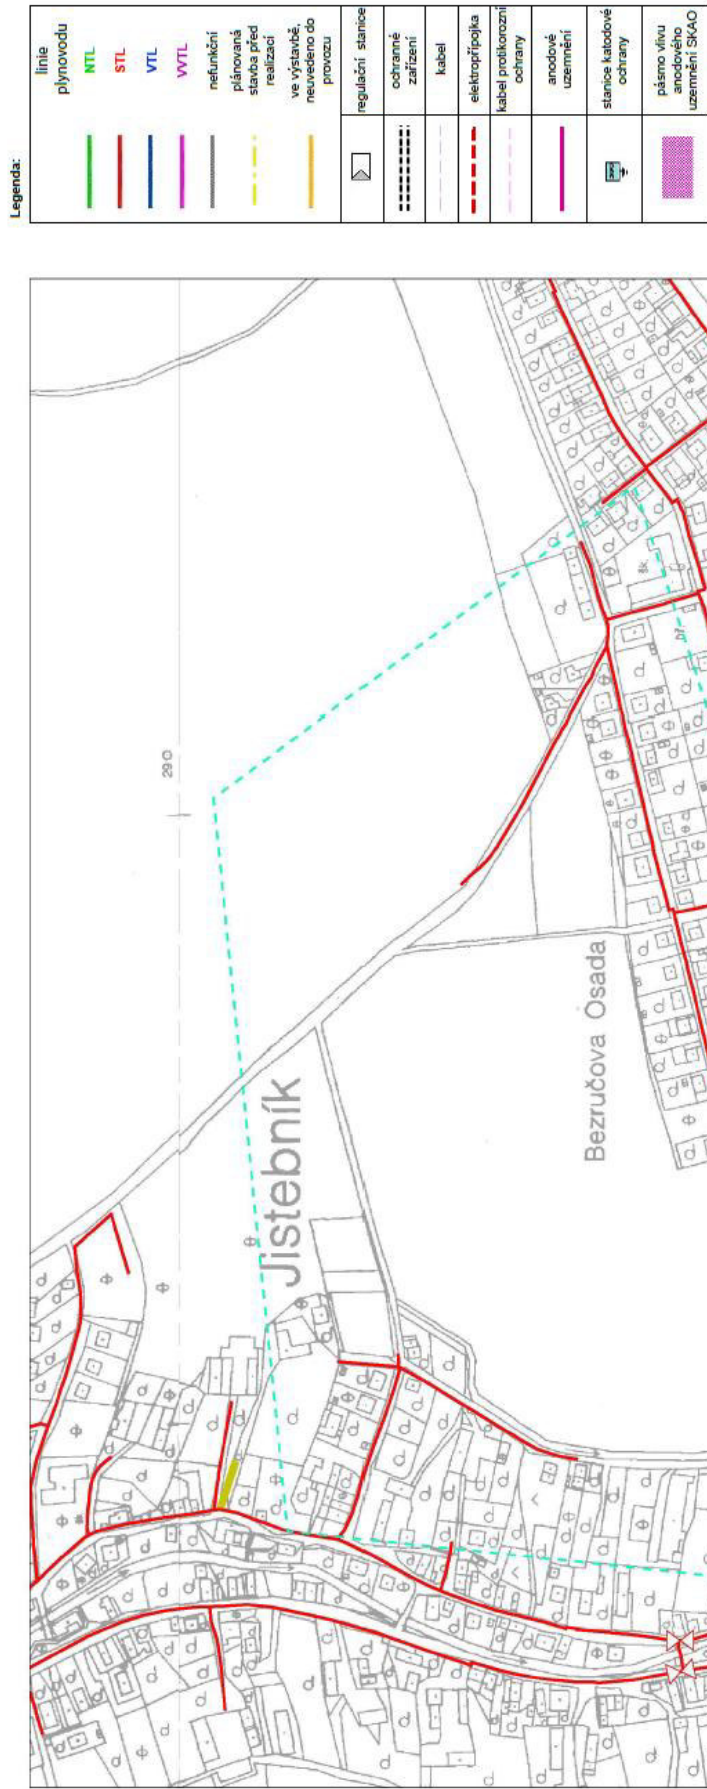 Legenda:
linie
plynovodu
NTL
STL
VTL
VVTL
nefunkční
plánovaná
stavba před
realizací
ve výstavbě,
neuvedeno do
provozu
regulační stanice
ochranné
zařízení
kabel
elektropřípojka
kabel protikorozní
ochrany
anodové
uzemnění
stanice katodové
ochrany
pásmo vlivu
anodového
uzemnění SKAO
290
Jistebník
Bezručova Osada
šk.